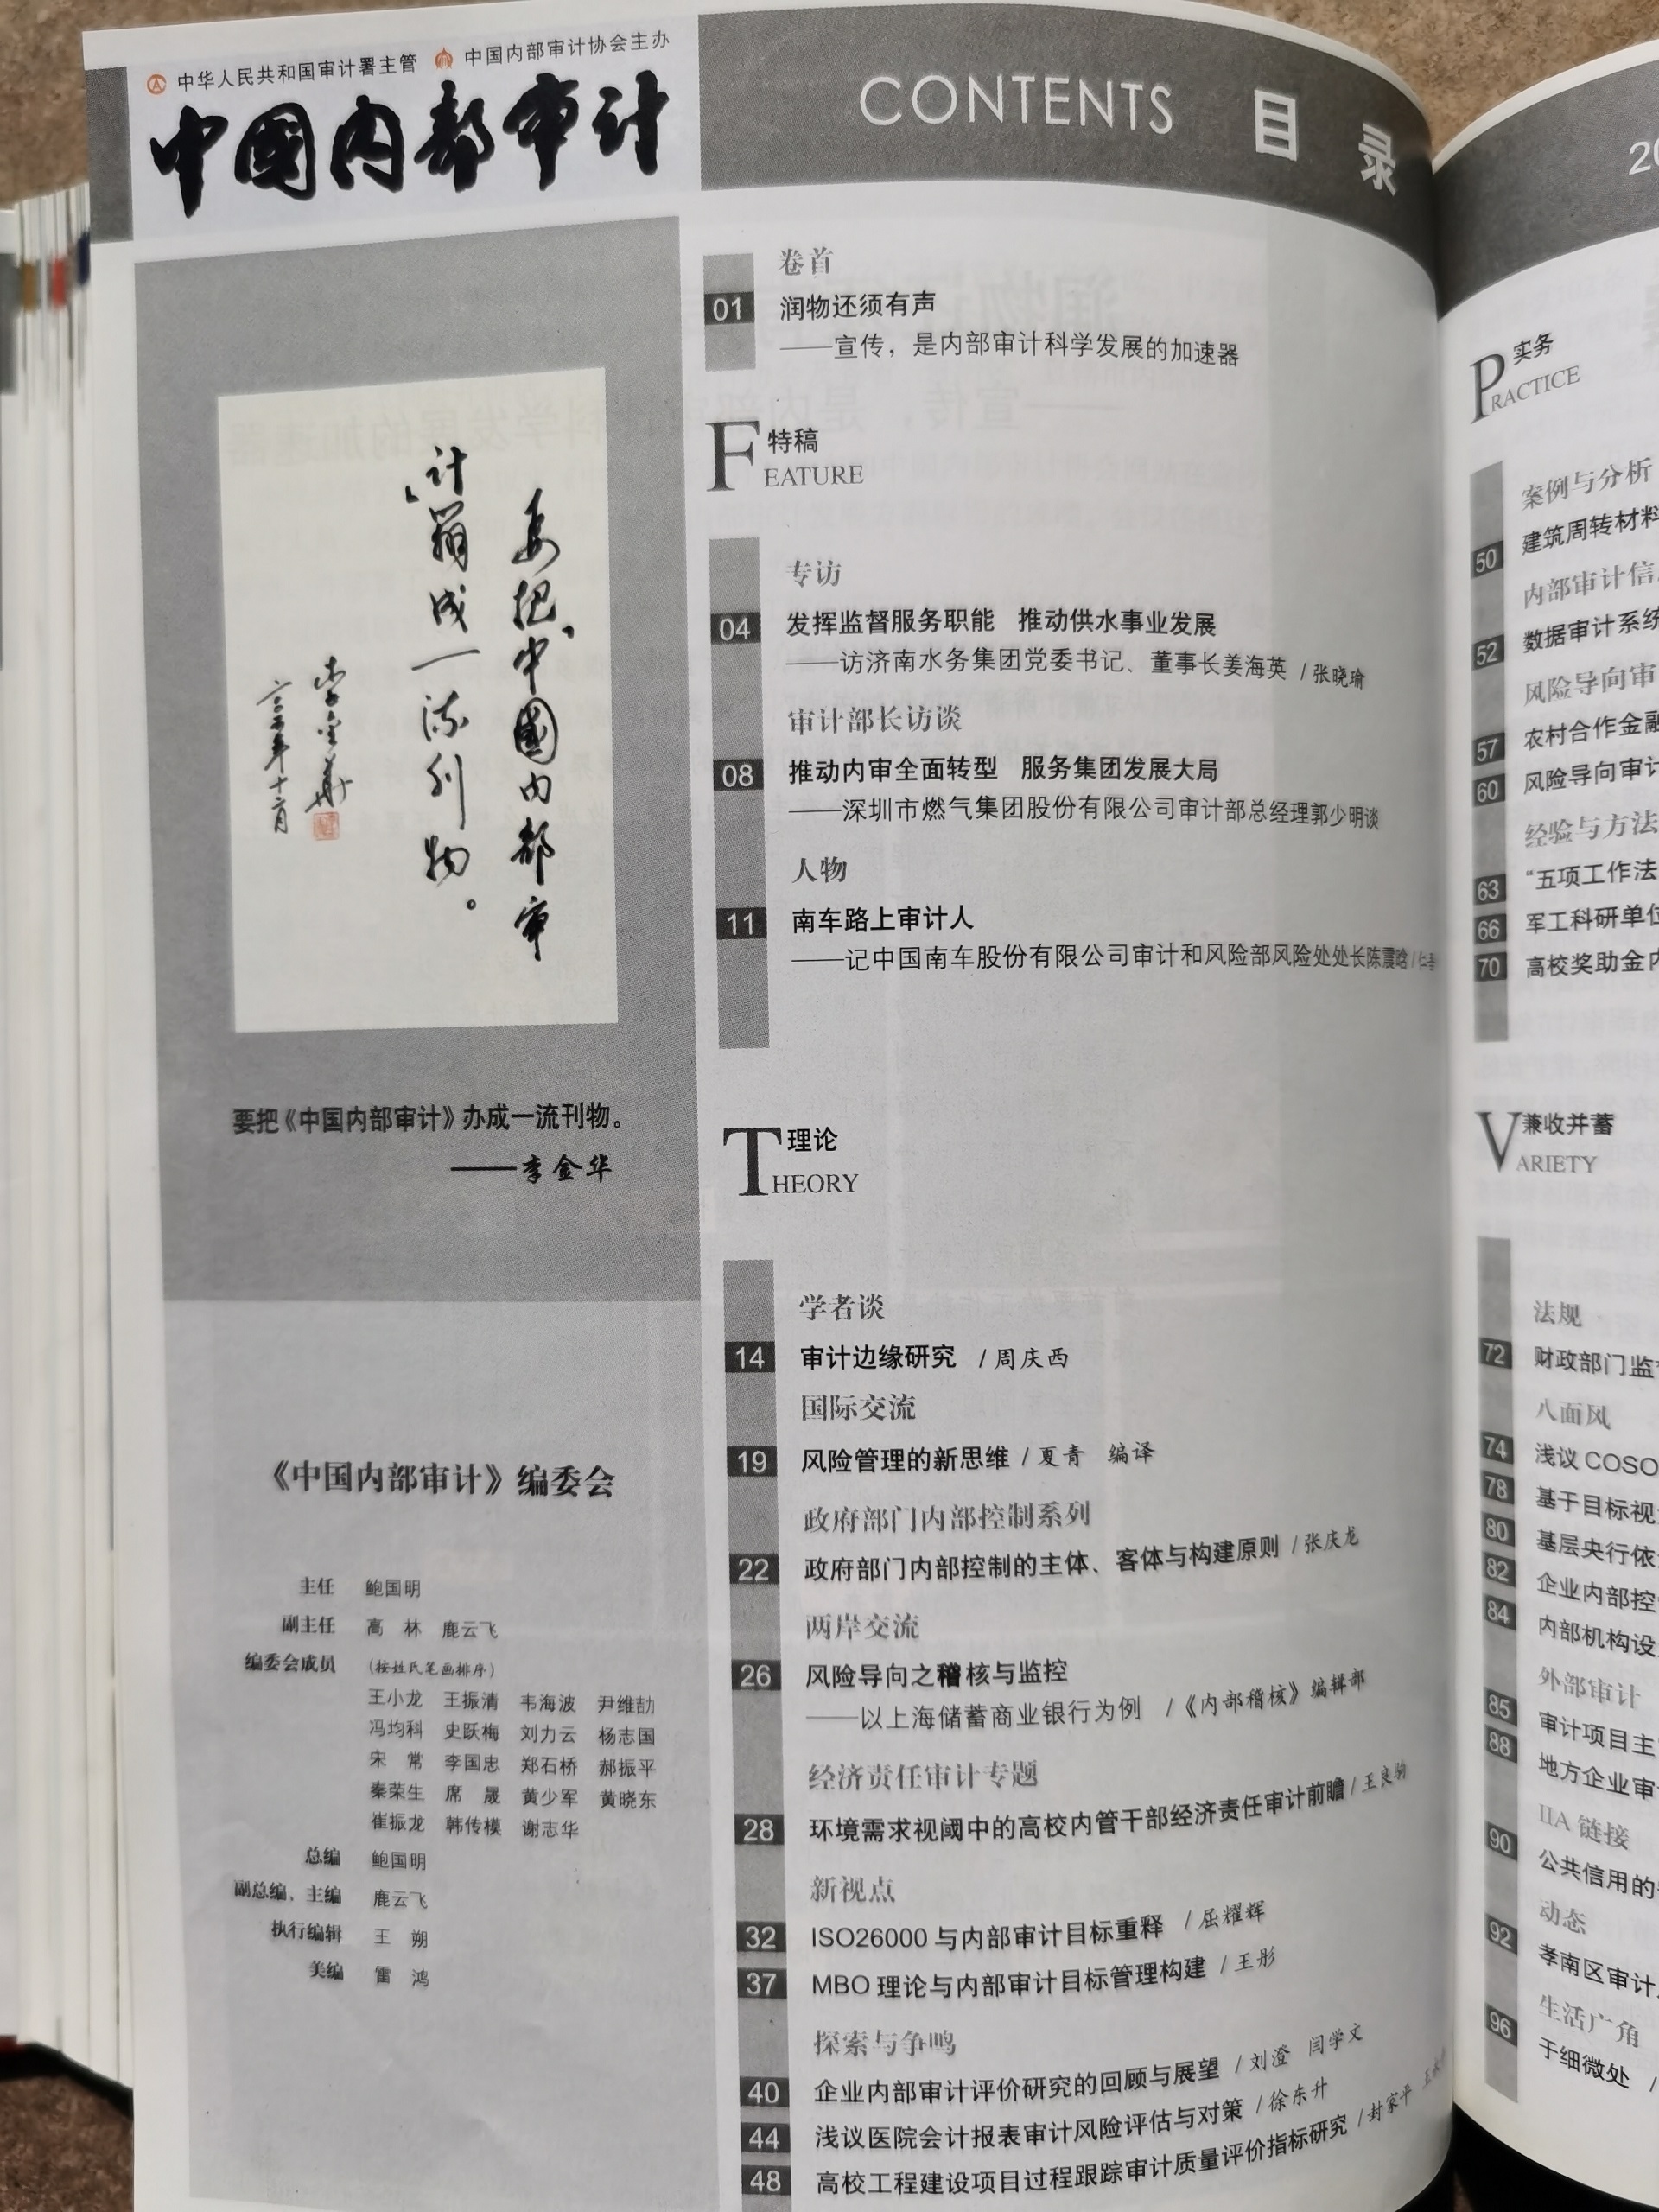 中华人民共和国审计署主管 中国内部审计协会主办
中國内部审计
要把《中國内部审
计》办成一流刊物。
李金华
二〇〇五年十二月
要把《中国内部审计》办成一流刊物。
——李金华
《中国内部审计》编委会
主任 鲍国明
副主任 高 林 鹿云飞
编委会成员 (按姓氏笔画排序)
王小龙 王振清 韦海波 尹维劼
冯均科 史跃梅 刘力云 杨志国
宋 常 李国忠 郑石桥 郝振平
秦荣生 席 晟 黄少军 黄晓东
崔振龙 韩传模 谢志华
总编 鲍国明
副总编、主编 鹿云飞
执行编辑 王 朔
美编 雷 鸿
CONTENTS 目 录
卷首
01 润物还须有声
——宣传,是内部审计科学发展的加速器
特稿
FEATURE
专访
04 发挥监督服务职能 推动供水事业发展
——访济南水务集团党委书记、董事长姜海英 /张晓瑜
审计部长访谈
08 推动内审全面转型 服务集团发展大局
——深圳市燃气集团股份有限公司审计部总经理郭少明谈
人物
11 南车路上审计人
——记中国南车股份有限公司审计和风险部风险处处长陈震晗/
理论
THEORY
学者谈
14 审计边缘研究 /周庆西
国际交流
19 风险管理的新思维 /夏青 编译
政府部门内部控制系列
22 政府部门内部控制的主体、客体与构建原则 /张庆龙
两岸交流
26 风险导向之稽核与监控
——以上海储蓄商业银行为例 /《内部稽核》编辑部
经济责任审计专题
28 环境需求视阈中的高校内管干部经济责任审计前瞻 /王良驹
新视点
32 ISO26000 与内部审计目标重释 /屈耀辉
37 MBO 理论与内部审计目标管理构建 /王彤
探索与争鸣
40 企业内部审计评价研究的回顾与展望 /刘澄 闫学文
44 浅议医院会计报表审计风险评估与对策 /徐东升
48 高校工程建设项目过程跟踪审计质量评价指标研究 /封家平
20
实务
PRACTICE
案例与分析
50 建筑周转材料
内部审计信
52 数据审计系统
风险导向审
57 农村合作金融
60 风险导向审计
经验与方法
63 “五项工作法
66 军工科研单位
70 高校奖助金内
兼收并蓄
VARIETY
法规
72 财政部门监
八面风
74 浅议 COSO
78 基于目标视
80 基层央行依
82 企业内部控
84 内部机构设
外部审计
85 审计项目主
88 地方企业审
IIA 链接
90 公共信用的
动态
92 孝南区审计
生活广角
96 于细微处 /